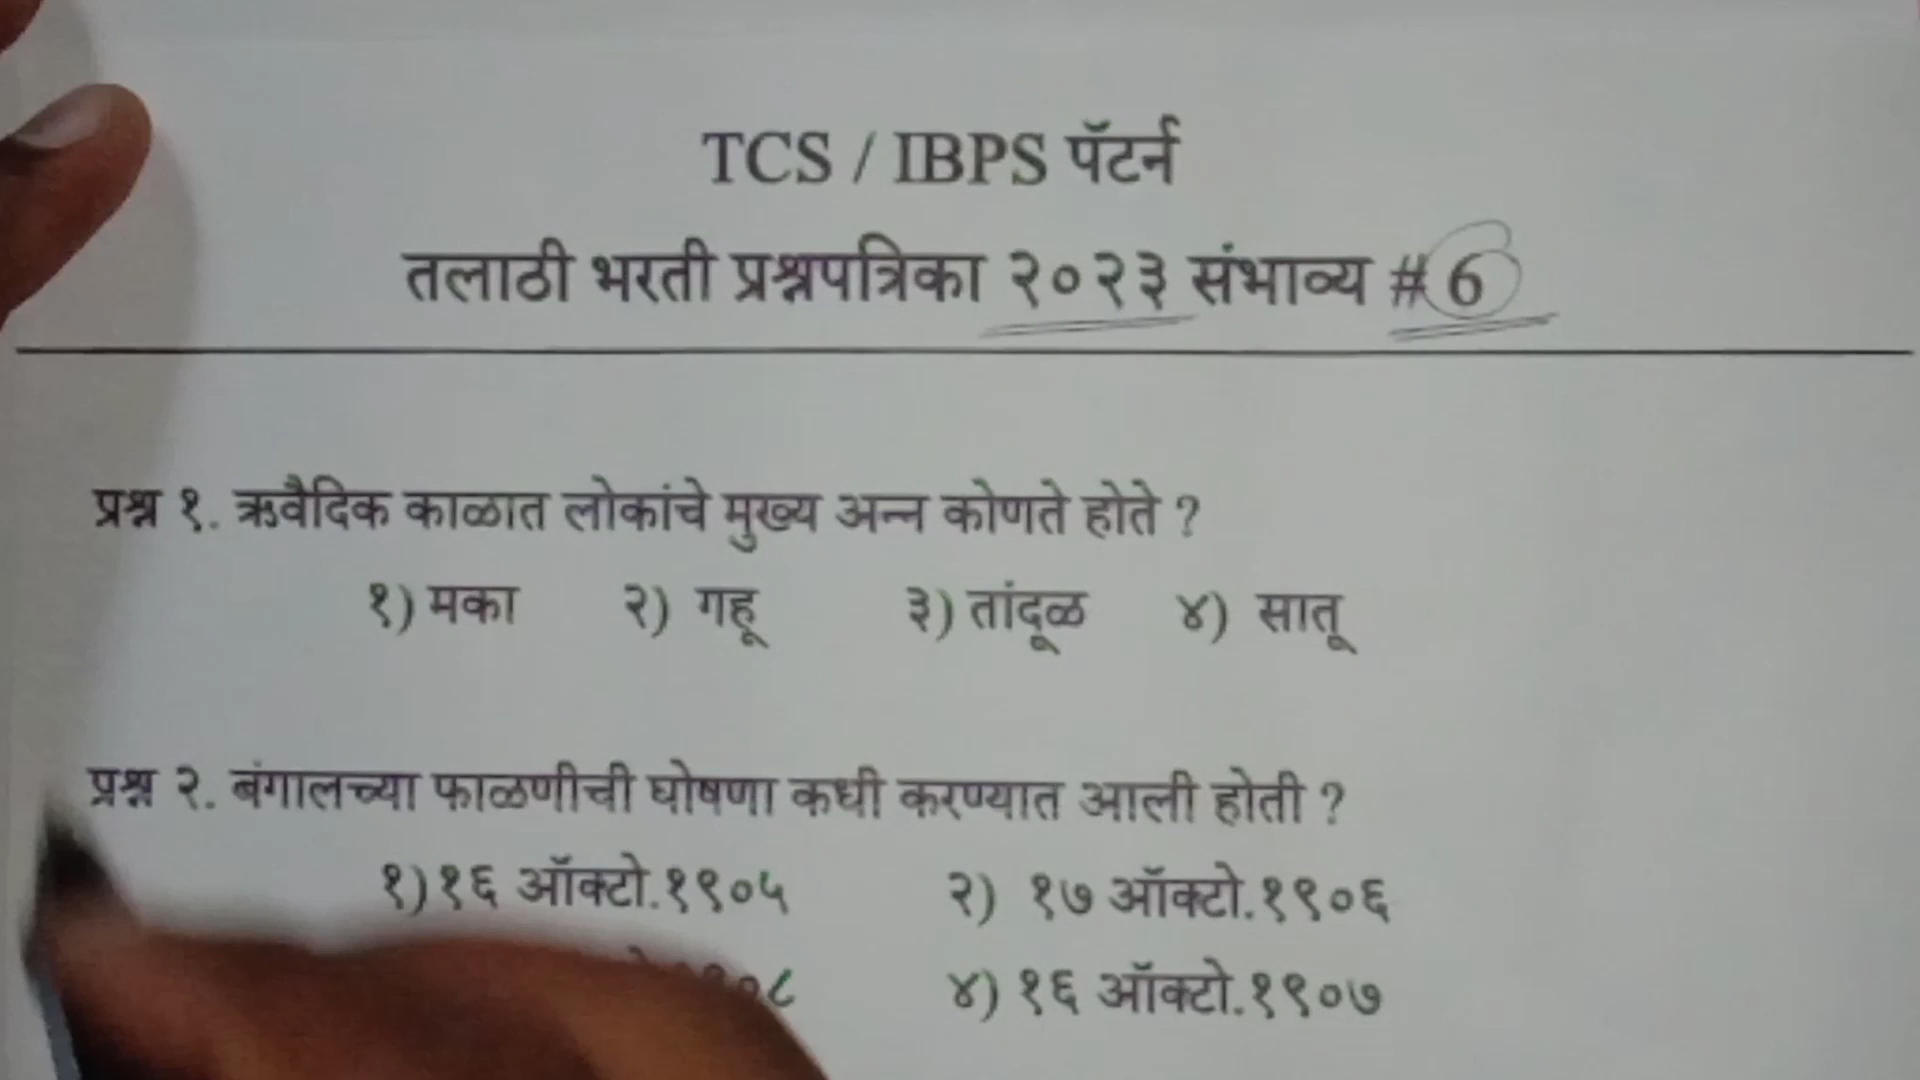 TCS / IBPS पॅटर्न
तलाठी भरती प्रश्नपत्रिका २०२३ संभाव्य #6
प्रश्न १. ऋवैदिक काळात लोकांचे मुख्य अन्न कोणते होते ?
१) मका २) गहू ३) तांदूळ ४) सातू
प्रश्न २. बंगालच्या फाळणीची घोषणा कधी करण्यात आली होती ?
१)१६ ऑक्टो.१९०५ २) १७ ऑक्टो.१९०६
४) १६ ऑक्टो.१९०७